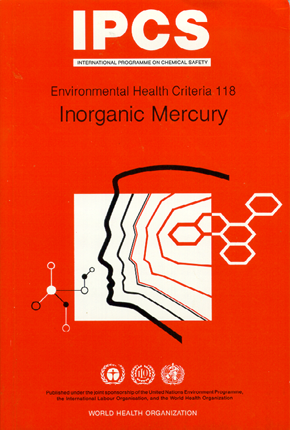 IPCS
INTERNATIONAL PROGRAMME ON CHEMICAL SAFETY
Environmental Health Criteria 118
Inorganic Mercury
Published under the joint sponsorship of the United Nations Environment Programme,
the International Labour Organisation, and the World Health Organization
WORLD HEALTH ORGANIZATION